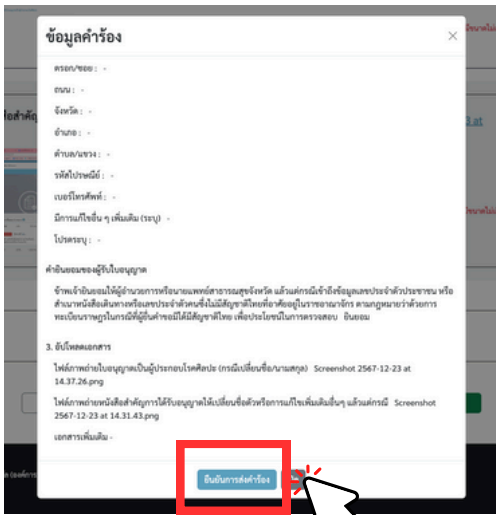 ข้อมูลคำร้อง
ตรอก/ซอย : -
ถนน : -
จังหวัด : -
อำเภอ : -
ตำบล/แขวง : -
รหัสไปรษณีย์ : -
เบอร์โทรศัพท์ : -
มีการแก้ไขอื่น ๆ เพิ่มเติม (ระบุ) -
โปรดระบุ : -
คำยินยอมของผู้รับใบอนุญาต
ข้าพเจ้ายินยอมให้ผู้อำนวยการหรือนายแพทย์สาธารณสุขจังหวัด แล้วแต่กรณีเข้าถึงข้อมูลเลขประจำตัวประชาชน หรือ
สำเนาหนังสือเดินทางหรือเลขประจำตัวคนซึ่งไม่มีสัญชาติไทยที่อาศัยอยู่ในราชอาณาจักร ตามกฎหมายว่าด้วยการ
ทะเบียนราษฎรในกรณีที่ผู้ยื่นคำขอมิได้มีสัญชาติไทย เพื่อประโยชน์ในการตรวจสอบ ยินยอม
3. อัปโหลดเอกสาร
ไฟล์ภาพถ่ายใบอนุญาตเป็นผู้ประกอบโรคศิลปะ (กรณีเปลี่ยนชื่อ/นามสกุล) Screenshot 2567-12-23 at
14.37.26.png
ไฟล์ภาพถ่ายหนังสือสำคัญการได้รับอนุญาตให้เปลี่ยนชื่อตัวหรือการแก้ไขเพิ่มเติมอื่นๆ แล้วแต่กรณี Screenshot
2567-12-23 at 14.31.43.png
เอกสารเพิ่มเติม -
ยืนยันการส่งคำร้อง